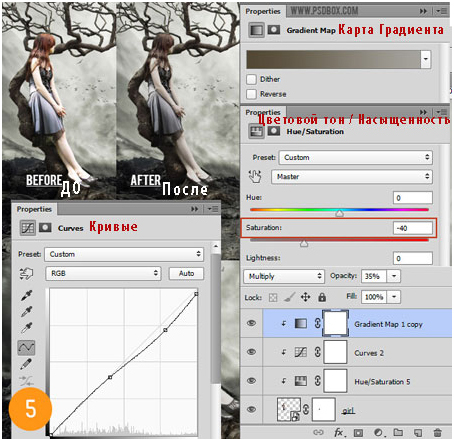 Properties
WWW.PSDBOX.COM
Gradient Map Карта Градиента
Dither
Reverse
Properties
Цветовой тон / Насыщенность
Hue/Saturation
Preset: Custom
Master
Hue: 0
Saturation: -40
Lightness: 0
BEFORE
До
AFTER
После
Properties
Curves Кривые
Preset: Custom
RGB Auto
5
Multiply Opacity: 35%
Lock: Fill: 100%
Gradient Map 1 copy
Curves 2
Hue/Saturation 5
girl
fx